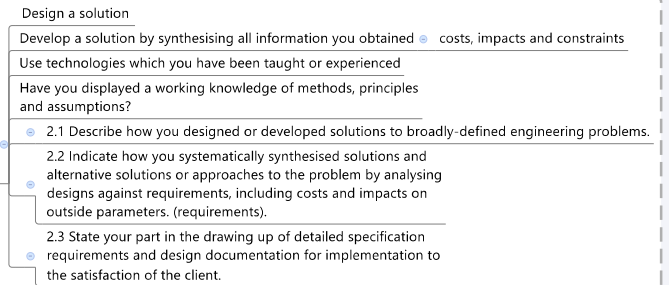 Design a solution
Develop a solution by synthesising all information you obtained costs, impacts and constraints
Use technologies which you have been taught or experienced
Have you displayed a working knowledge of methods, principles
and assumptions?
2.1 Describe how you designed or developed solutions to broadly-defined engineering problems.
2.2 Indicate how you systematically synthesised solutions and
alternative solutions or approaches to the problem by analysing
designs against requirements, including costs and impacts on
outside parameters. (requirements).
2.3 State your part in the drawing up of detailed specification
requirements and design documentation for implementation to
the satisfaction of the client.